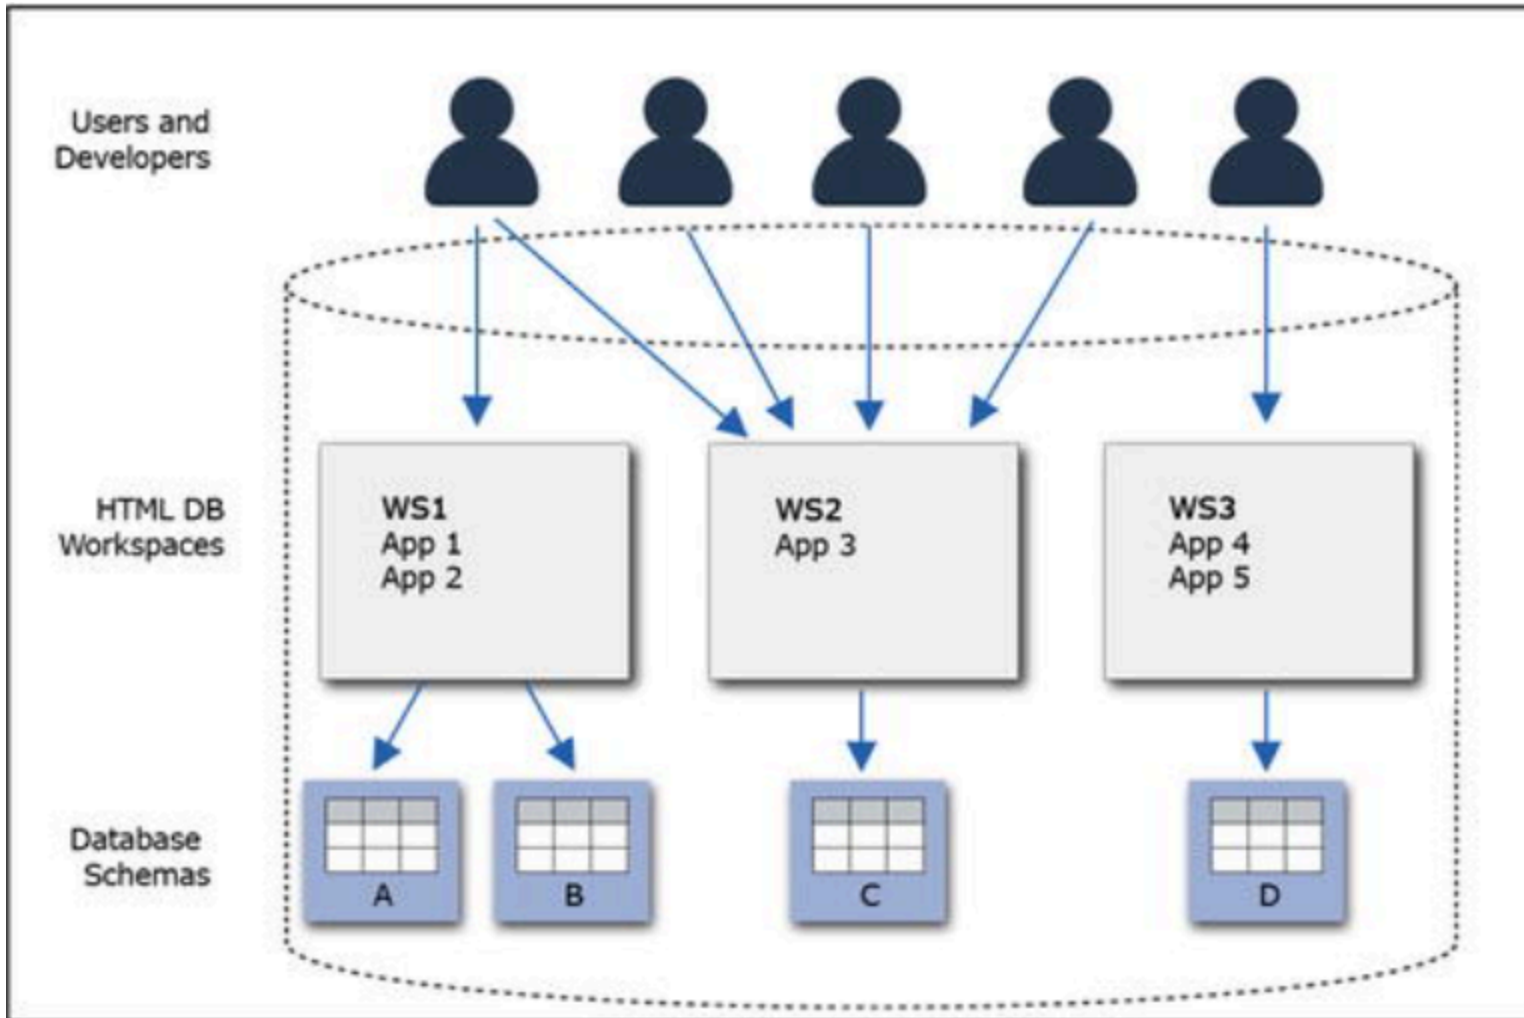 Users and
Developers
HTML DB
Workspaces
WS1
App 1
App 2
WS2
App 3
WS3
App 4
App 5
Database
Schemas
A
B
C
D